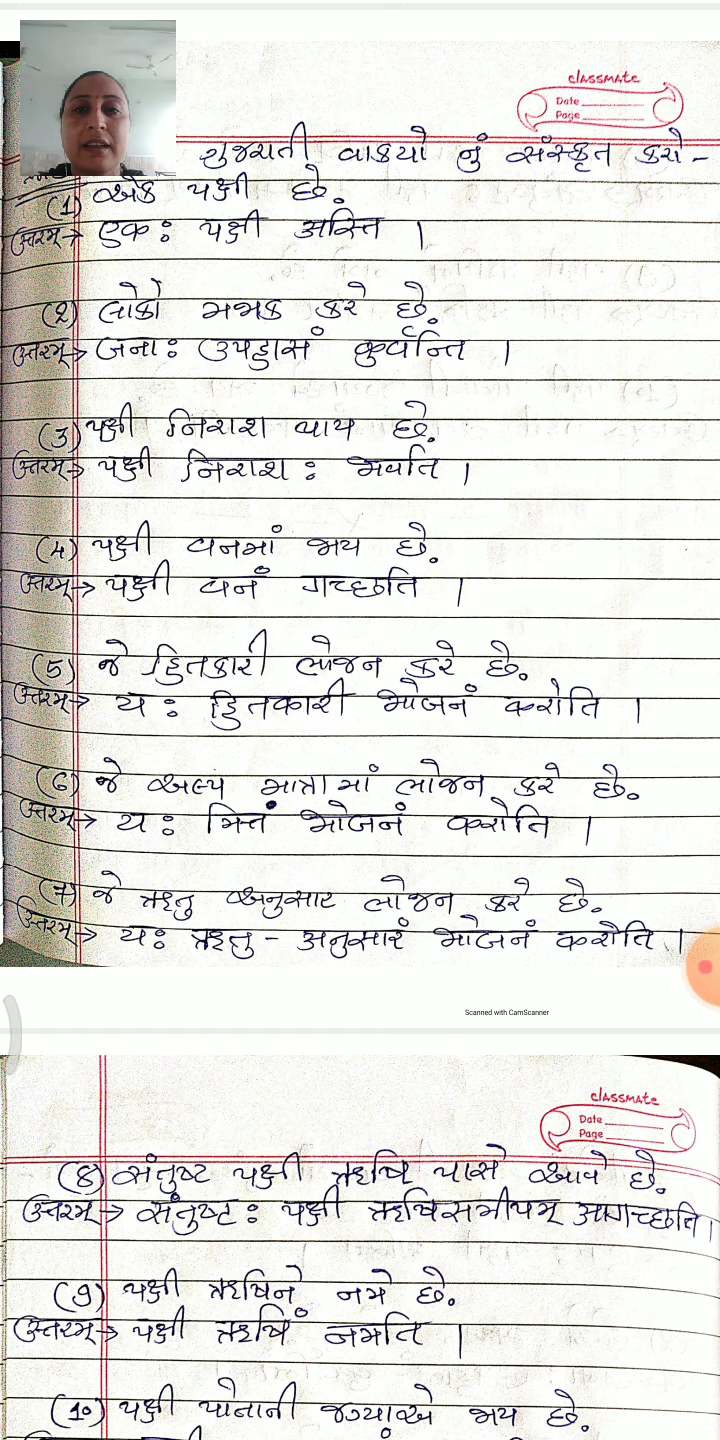 classmate
Date
Page
ગુજરાતી વાક્યો નું સંસ્કૃત કરો -
(1) એક પક્ષી છે.
उत्तरम् → एक: पक्षी अस्ति ।
(2) લોકો મજાક કરે છે.
उत्तरम् → जना: उपहासं कुर्वन्ति ।
(3) પક્ષી નિરાશ થાય છે.
उत्तरम् → पक्षी निराश: भवति ।
(4) પક્ષી વનમાં જાય છે.
उत्तरम् → पक्षी वनं गच्छति ।
(5) જે હિતકારી ભોજન કરે છે.
उत्तरम् → य: हितकारी भोजनं करोति ।
(6) જે અલ્પ માત્રામાં ભોજન કરે છે.
उत्तरम् → य: मितं भोजनं करोति ।
(7) જે ઋતુ અનુસાર ભોજન કરે છે.
उत्तरम् → य: ऋतु - अनुसारं भोजनं करोति ।
Scanned with CamScanner
classmate
Date
Page
(8) સંતુષ્ટ પક્ષી ઋષિ પાસે આવે છે.
उत्तरम् → संतुष्ट: पक्षी ऋषिसमीपम् आगच्छति ।
(9) પક્ષી ઋષિને નમે છે.
उत्तरम् → पक्षी ऋषिं नमति ।
(10) પક્ષી પોતાની જગ્યાએ જાય છે.